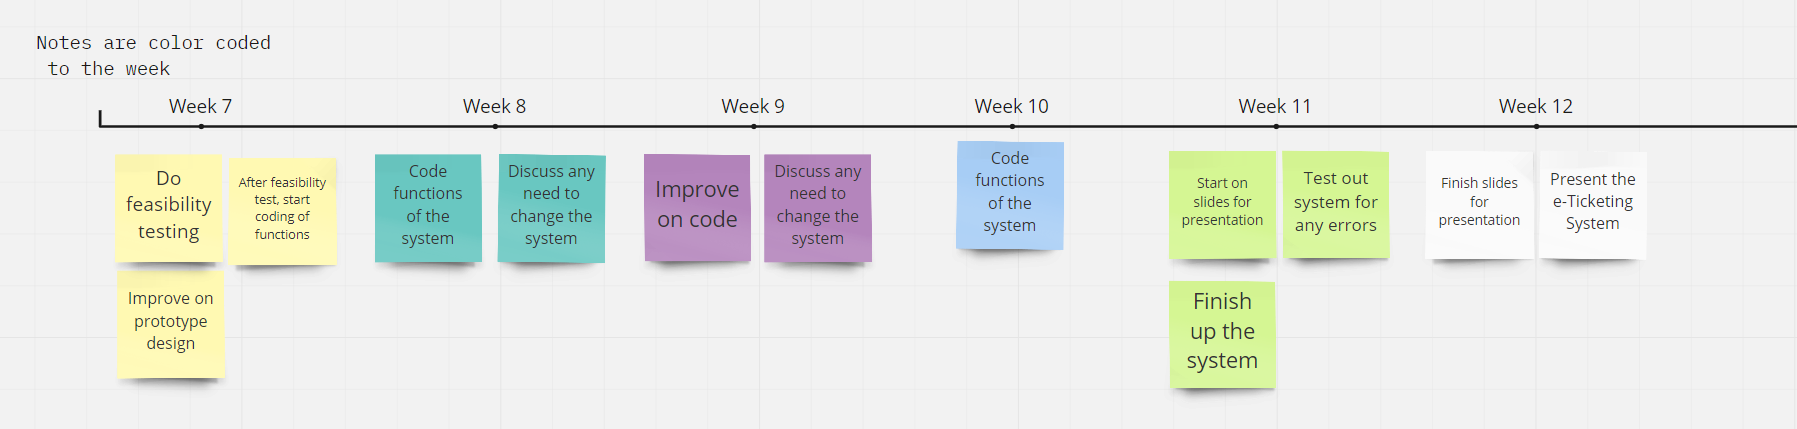 Notes are color coded
to the week
Week 7
Week 8
Week 9
Week 10
Week 11
Week 12
Do
feasibility
testing
After feasibility
test, start
coding of
functions
Improve on
prototype
design
Code
functions
of the
system
Discuss any
need to
change the
system
Improve
on code
Discuss any
need to
change the
system
Code
functions
of the
system
Start on
slides for
presentation
Test out
system for
any errors
Finish
up the
system
Finish slides
for
presentation
Present the
e-Ticketing
System